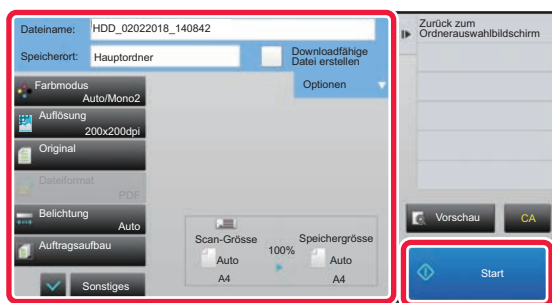 Dateiname:
HDD_02022018_140842
Speicherort:
Hauptordner
Downloadfähige
Datei erstellen
Optionen
Farbmodus
Auto/Mono2
Auflösung
200x200dpi
Original
Dateiformat
PDF
Belichtung
Auto
Auftragsaufbau
Sonstiges
Scan-Grösse
Auto
A4
100%
Speichergrösse
Auto
A4
Zurück zum
Ordnerauswahlbildschirm
Vorschau
CA
Start